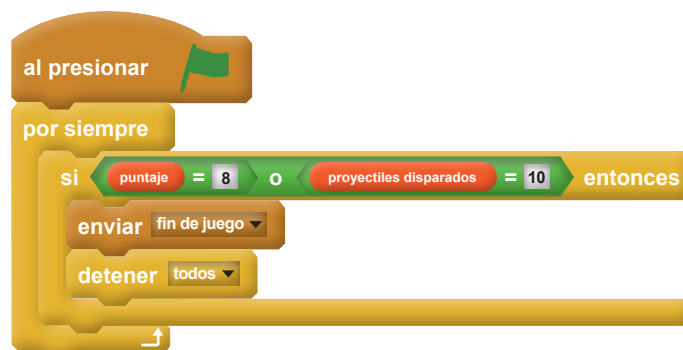 al presionar
por siempre
si puntaje = 8 o proyectiles disparados = 10 entonces
enviar fin de juego
detener todos